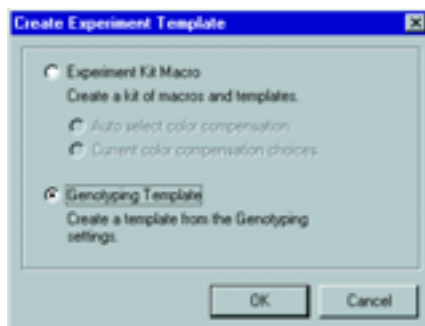 Create Experiment Template
Experiment Kit Macro
Create a kit of macros and templates.
Auto select color compensation
Current color compensation choices
Genotyping Template
Create a template from the Genotyping
settings.
OK
Cancel